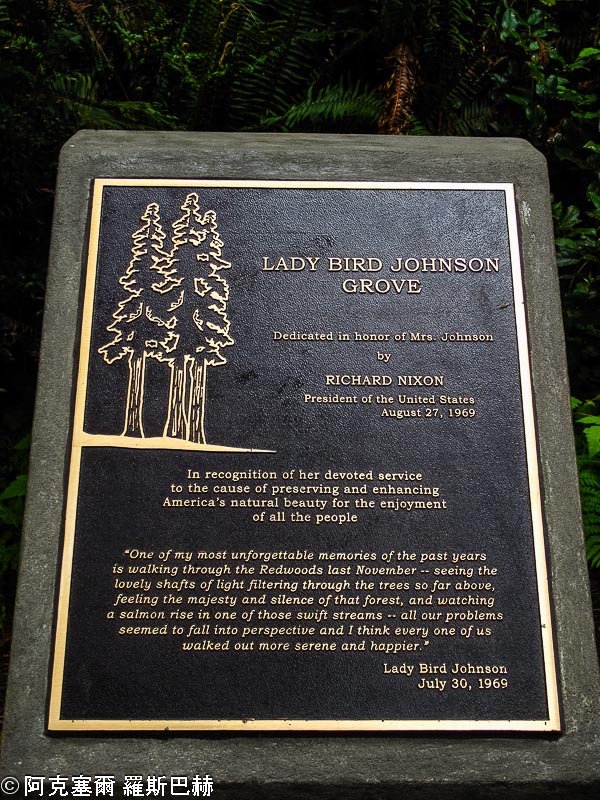 LADY BIRD JOHNSON
GROVE
Dedicated in honor of Mrs. Johnson
by
RICHARD NIXON
President of the United States
August 27, 1969
In recognition of her devoted service
to the cause of preserving and enhancing
America's natural beauty for the enjoyment
of all the people
"One of my most unforgettable memories of the past years
is walking through the Redwoods last November -- seeing the
lovely shafts of light filtering through the trees so far above,
feeling the majesty and silence of that forest, and watching
a salmon rise in one of those swift streams -- all our problems
seemed to fall into perspective and I think every one of us
walked out more serene and happier."
Lady Bird Johnson
July 30, 1969
© 阿克塞爾 羅斯巴赫